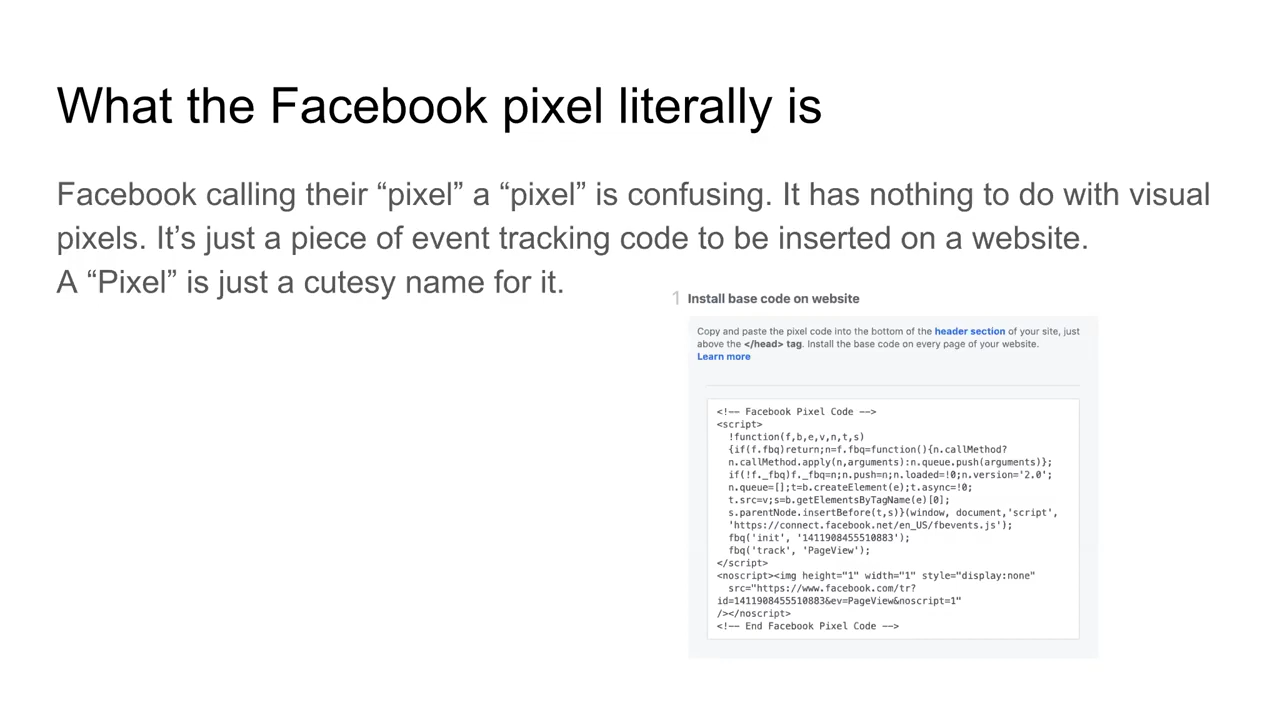 What the Facebook pixel literally is
Facebook calling their “pixel” a “pixel” is confusing. It has nothing to do with visual
pixels. It’s just a piece of event tracking code to be inserted on a website.
A “Pixel” is just a cutesy name for it.
1 Install base code on website
Copy and paste the pixel code into the bottom of the header section of your site, just
above the </head> tag. Install the base code on every page of your website.
Learn more
<!-- Facebook Pixel Code -->
<script>
!function(f,b,e,v,n,t,s)
{if(f.fbq)return;n=f.fbq=function(){n.callMethod?
n.callMethod.apply(n,arguments):n.queue.push(arguments)};
if(!f._fbq)f._fbq=n;n.push=n;n.loaded=!0;n.version='2.0';
n.queue=[];t=b.createElement(e);t.async=!0;
t.src=v;s=b.getElementsByTagName(e)[0];
s.parentNode.insertBefore(t,s)}(window, document,'script',
'https://connect.facebook.net/en_US/fbevents.js');
fbq('init', '1411908455510883');
fbq('track', 'PageView');
</script>
<noscript><img height="1" width="1" style="display:none"
src="https://www.facebook.com/tr?
id=1411908455510883&ev=PageView&noscript=1"
/></noscript>
<!-- End Facebook Pixel Code -->